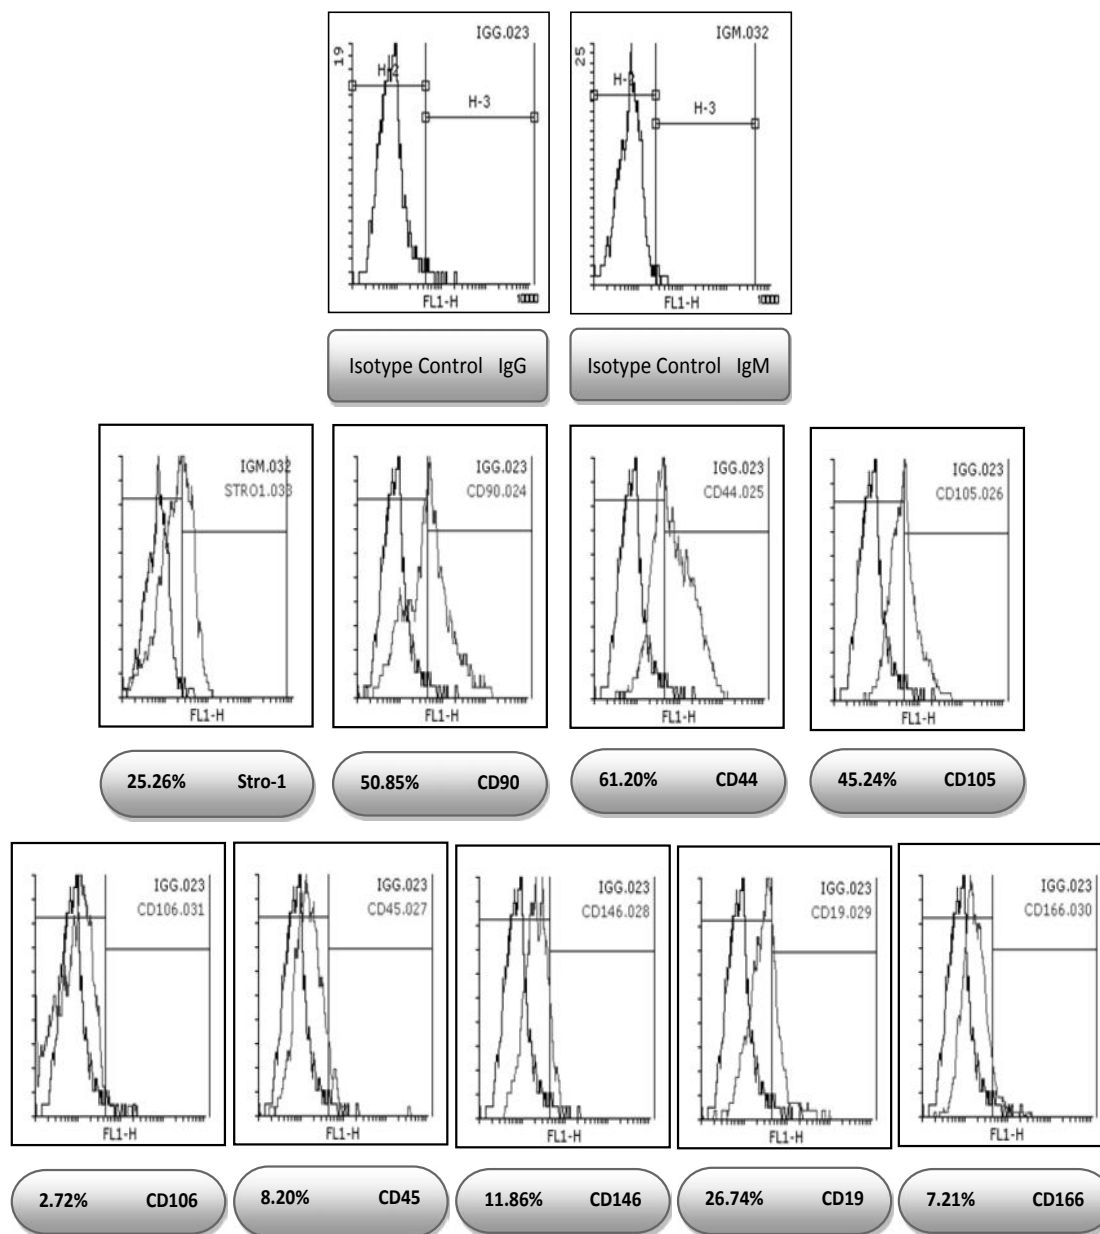 IGG.023
19
H-2
H-3
FL1-H
IGM.032
25
H-3
FL1-H
Isotype Control IgG
Isotype Control IgM
IGM.032
STRO1.033
FL1-H
IGG.023
CD90.024
FL1-H
IGG.023
CD44.025
FL1-H
IGG.023
CD105.026
FL1-H
25.26% Stro-1
50.85% CD90
61.20% CD44
45.24% CD105
IGG.023
CD106.031
FL1-H
IGG.023
CD45.027
FL1-H
IGG.023
CD146.028
FL1-H
IGG.023
CD19.029
FL1-H
IGG.023
CD166.030
FL1-H
2.72% CD106
8.20% CD45
11.86% CD146
26.74% CD19
7.21% CD166